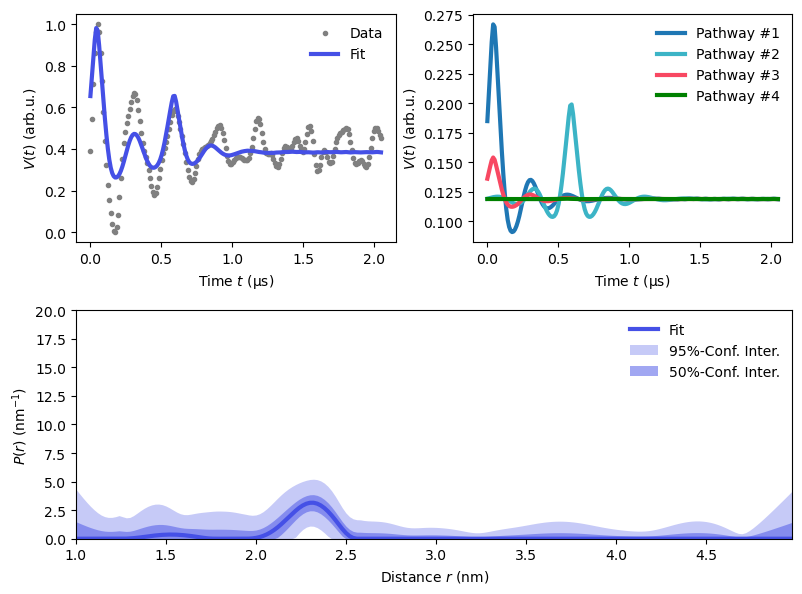 1.0
0.8
0.6
0.4
0.2
0.0
V(t) (arb.u.)
Data
Fit
0.0 0.5 1.0 1.5 2.0
Time t (μs)
0.275
0.250
0.225
0.200
0.175
0.150
0.125
0.100
V(t) (arb.u.)
Pathway #1
Pathway #2
Pathway #3
Pathway #4
0.0 0.5 1.0 1.5 2.0
Time t (μs)
20.0
17.5
15.0
12.5
10.0
7.5
5.0
2.5
0.0
P(r) (nm⁻¹)
Fit
95%-Conf. Inter.
50%-Conf. Inter.
1.0 1.5 2.0 2.5 3.0 3.5 4.0 4.5
Distance r (nm)